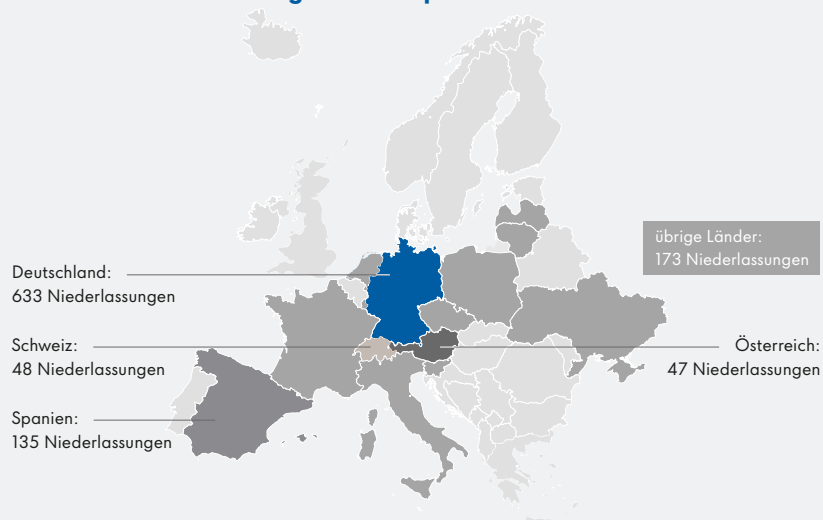 übrige Länder:
173 Niederlassungen
Deutschland:
633 Niederlassungen
Schweiz:
48 Niederlassungen
Österreich:
47 Niederlassungen
Spanien:
135 Niederlassungen